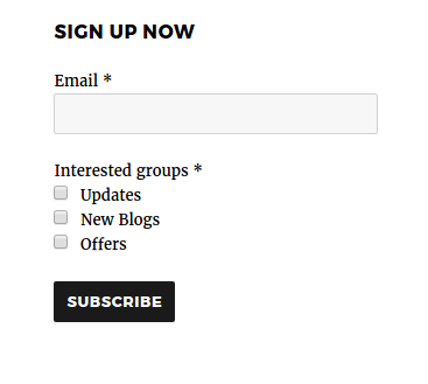 SIGN UP NOW
Email *
Interested groups *
Updates
New Blogs
Offers
SUBSCRIBE